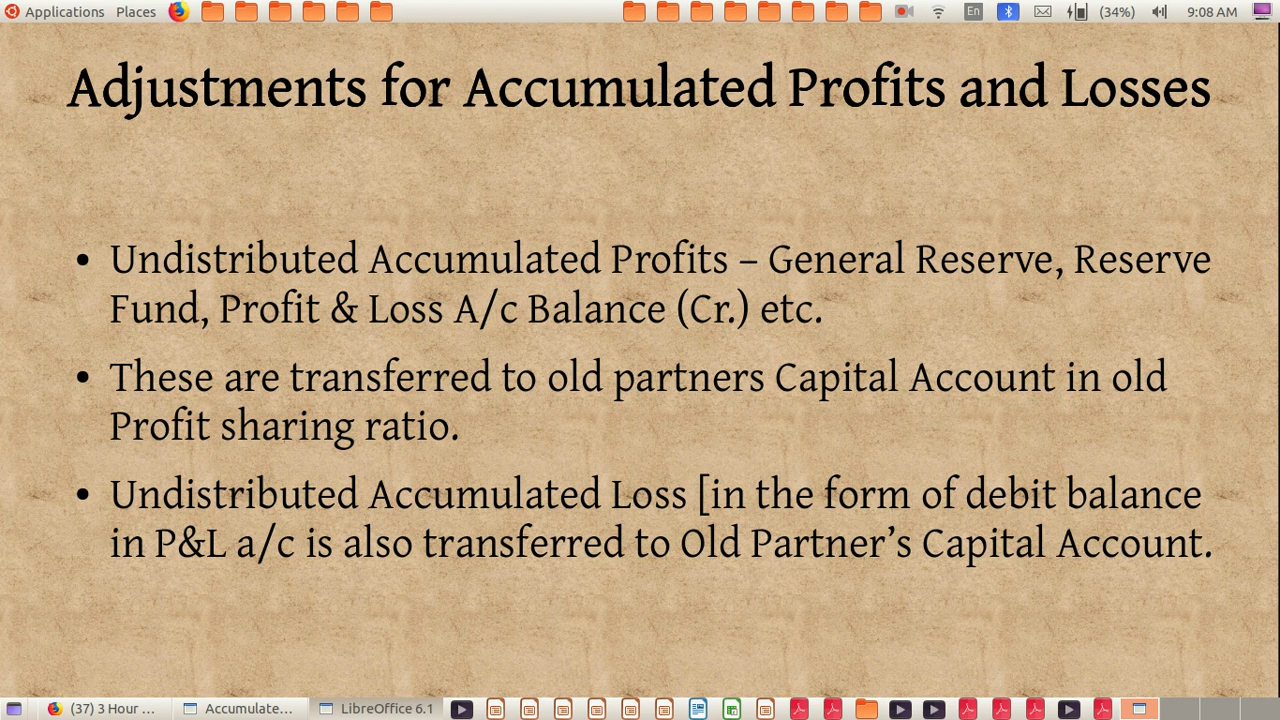 Applications Places En (34%) 9:08 AM
Adjustments for Accumulated Profits and Losses
• Undistributed Accumulated Profits – General Reserve, Reserve
Fund, Profit & Loss A/c Balance (Cr.) etc.
• These are transferred to old partners Capital Account in old
Profit sharing ratio.
• Undistributed Accumulated Loss [in the form of debit balance
in P&L a/c is also transferred to Old Partner’s Capital Account.
(37) 3 Hour ... Accumulate... LibreOffice 6.1